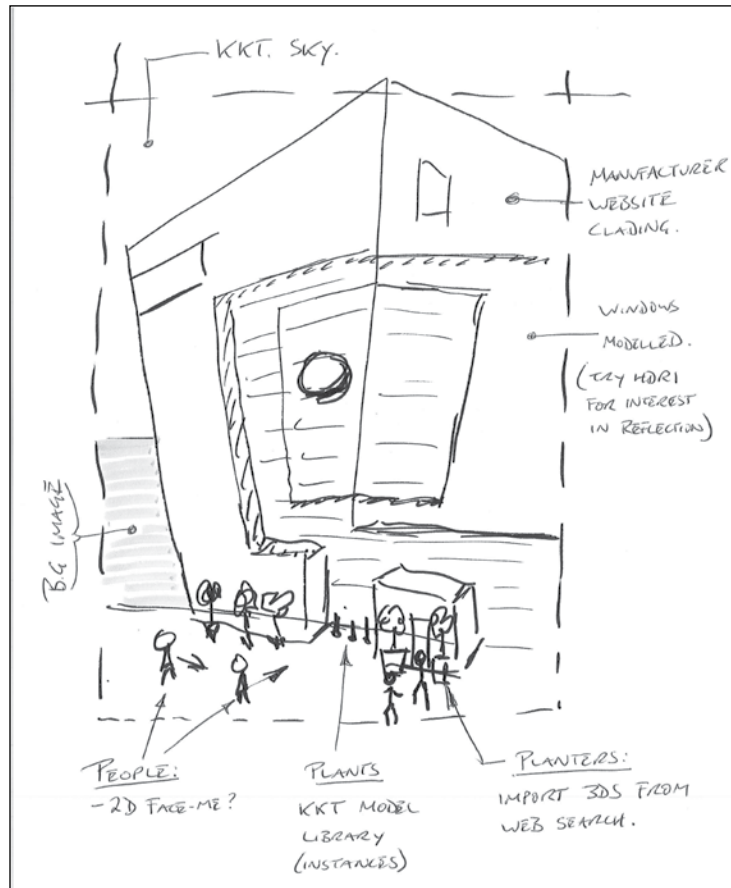 KKT. SKY.
MANUFACTURER
WEBSITE
CLADING.
WINDOWS
MODELLED.
(TRY HDRI
FOR INTEREST
IN REFLECTION)
B.G IMAGE
PEOPLE:
- 2D FACE-ME?
PLANTS
KKT MODEL
LIBRARY
(INSTANCES)
PLANTERS:
IMPORT 3DS FROM
WEB SEARCH.